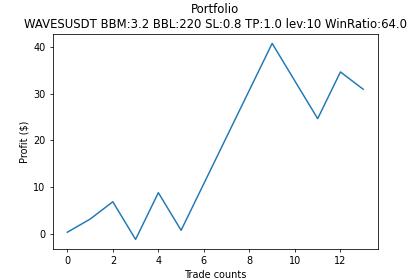 Portfolio
WAVESUSDT BBM:3.2 BBL:220 SL:0.8 TP:1.0 lev:10 WinRatio:64.0
40
30
20
10
0
Profit ($)
0 2 4 6 8 10 12
Trade counts